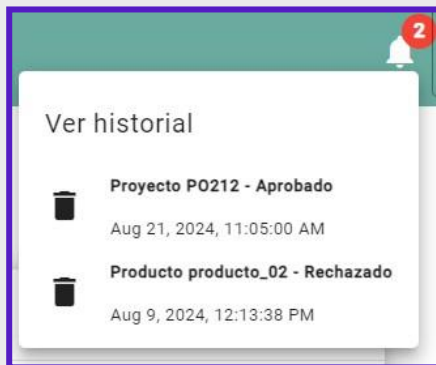 2
Ver historial
Proyecto PO212 - Aprobado
Aug 21, 2024, 11:05:00 AM
Producto producto_02 - Rechazado
Aug 9, 2024, 12:13:38 PM